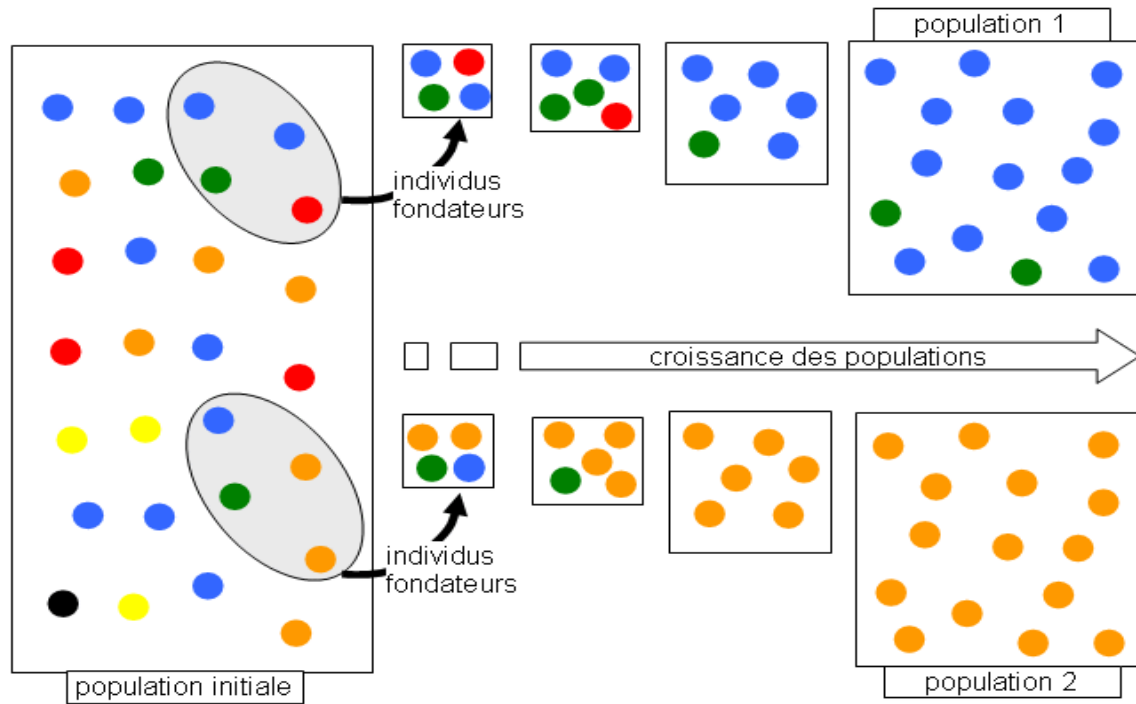 population 1
individus
fondateurs
croissance des populations
individus
fondateurs
population initiale
population 2